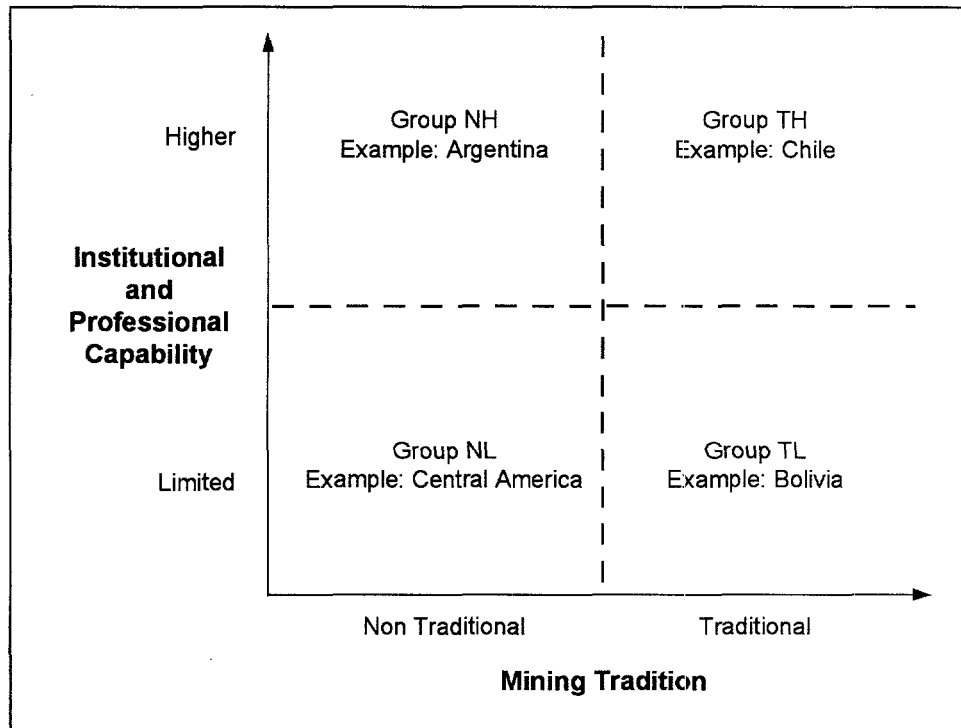 Higher
Group NH
Example: Argentina
Group TH
Example: Chile
Institutional
and
Professional
Capability
Limited
Group NL
Example: Central America
Group TL
Example: Bolivia
Non Traditional
Traditional
Mining Tradition